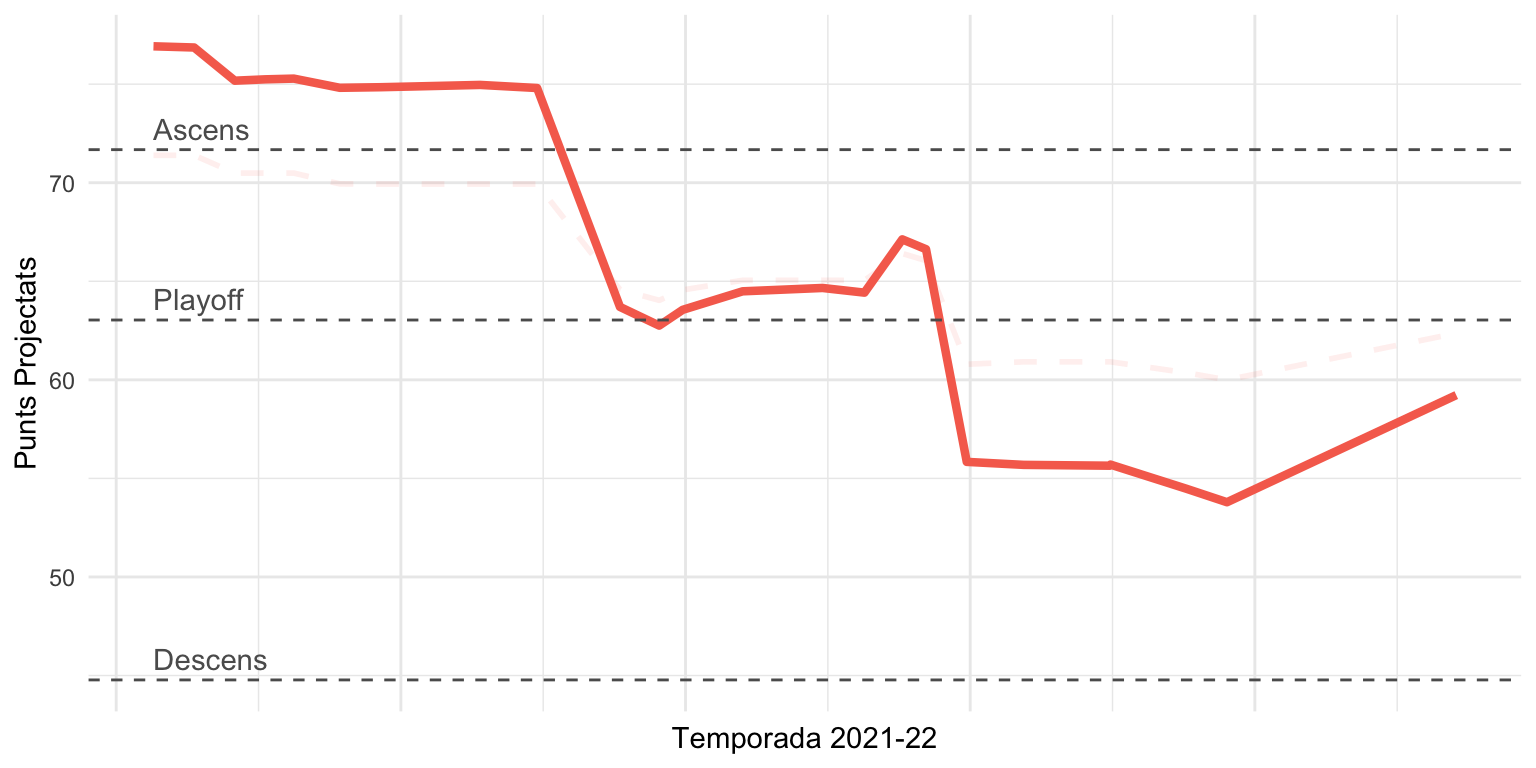 Ascens
70
Playoff
Punts Projectats
60
50
Descens
Temporada 2021-22